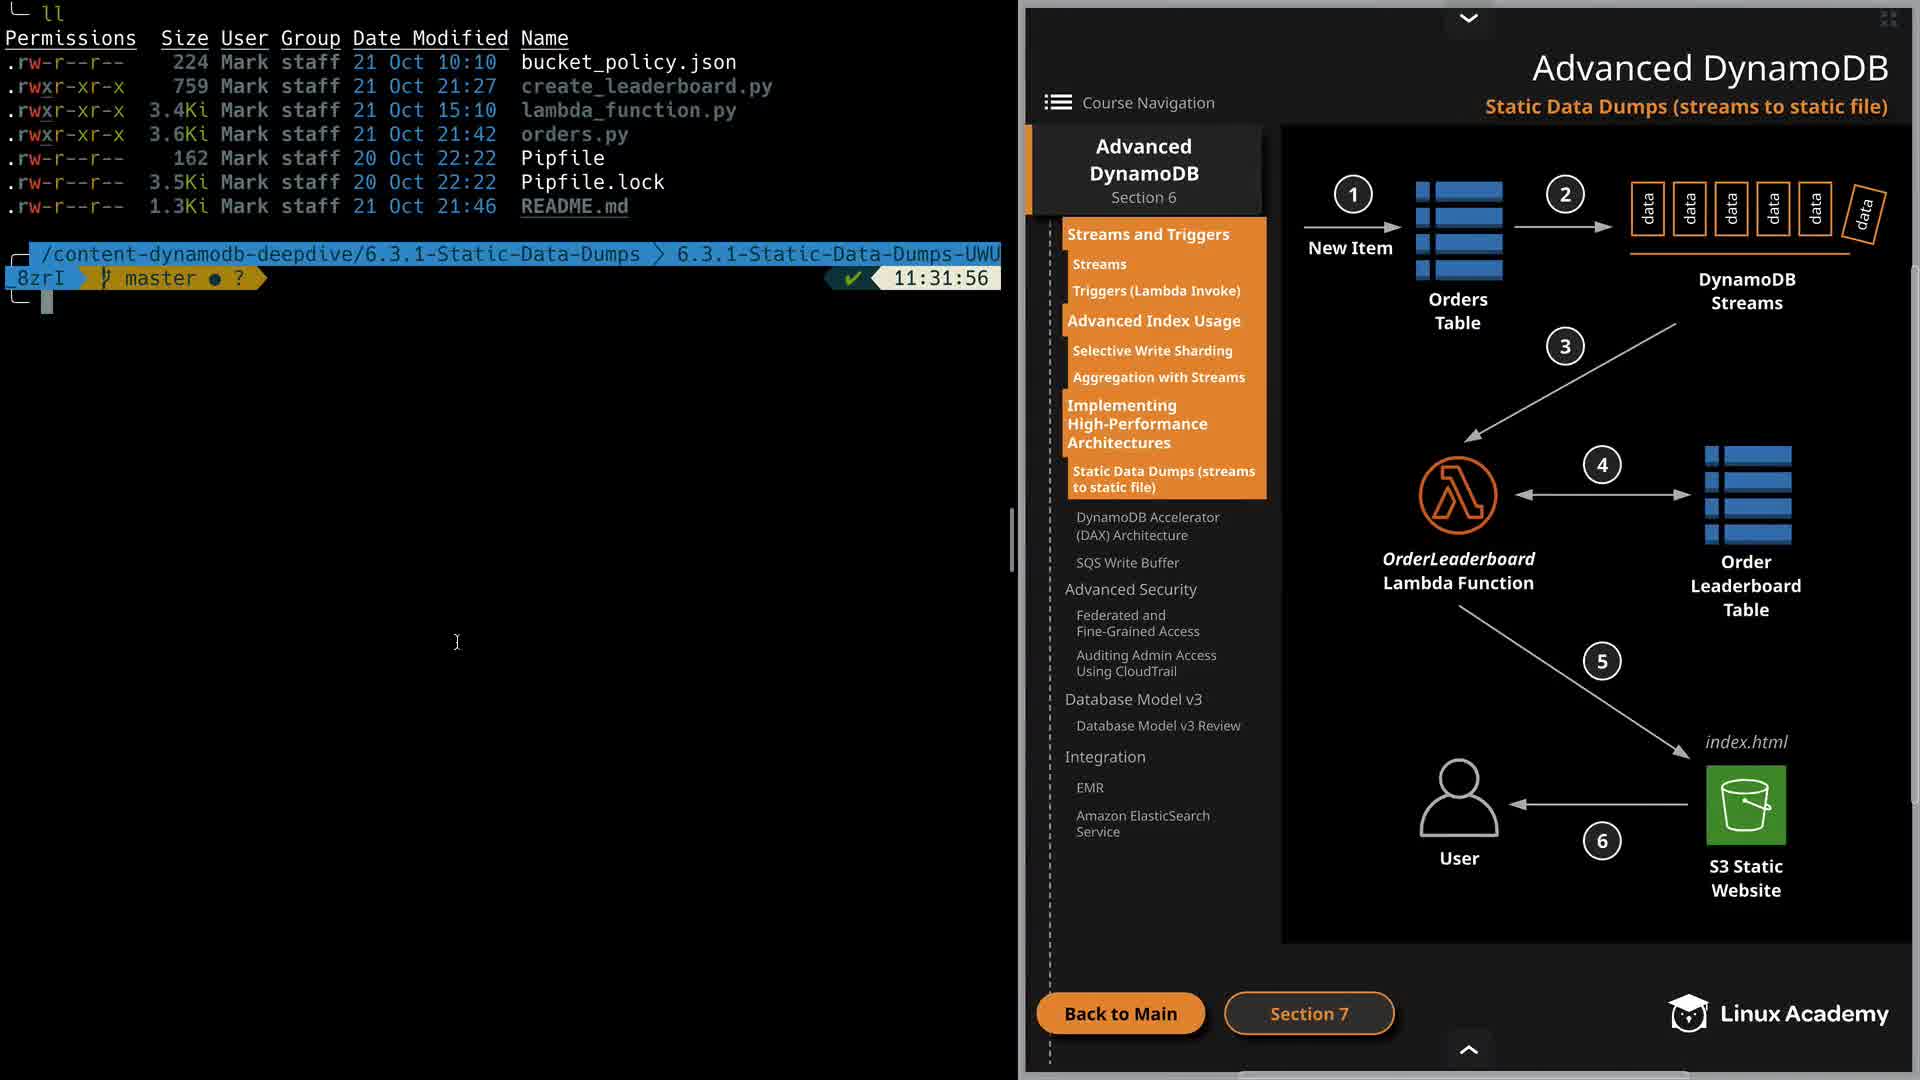 ll
Permissions Size User Group Date Modified Name
.rw-r--r-- 224 Mark staff 21 Oct 10:10 bucket_policy.json
.rwxr-xr-x 759 Mark staff 21 Oct 21:27 create_leaderboard.py
.rwxr-xr-x 3.4Ki Mark staff 21 Oct 15:10 lambda_function.py
.rwxr-xr-x 3.6Ki Mark staff 21 Oct 21:42 orders.py
.rw-r--r-- 162 Mark staff 20 Oct 22:22 Pipfile
.rw-r--r-- 3.5Ki Mark staff 20 Oct 22:22 Pipfile.lock
.rw-r--r-- 1.3Ki Mark staff 21 Oct 21:46 README.md
/content-dynamodb-deepdive/6.3.1-Static-Data-Dumps 6.3.1-Static-Data-Dumps-UWU
_8zrI master ● ? ✔ 11:31:56
Advanced DynamoDB
Static Data Dumps (streams to static file)
Course Navigation
Advanced
DynamoDB
Section 6
Streams and Triggers
Streams
Triggers (Lambda Invoke)
Advanced Index Usage
Selective Write Sharding
Aggregation with Streams
Implementing
High-Performance
Architectures
Static Data Dumps (streams
to static file)
DynamoDB Accelerator
(DAX) Architecture
SQS Write Buffer
Advanced Security
Federated and
Fine-Grained Access
Auditing Admin Access
Using CloudTrail
Database Model v3
Database Model v3 Review
Integration
EMR
Amazon ElasticSearch
Service
1
New Item
Orders
Table
2
data data data data data data
DynamoDB
Streams
3
OrderLeaderboard
Lambda Function
4
Order
Leaderboard
Table
5
index.html
S3 Static
Website
6
User
Back to Main
Section 7
Linux Academy